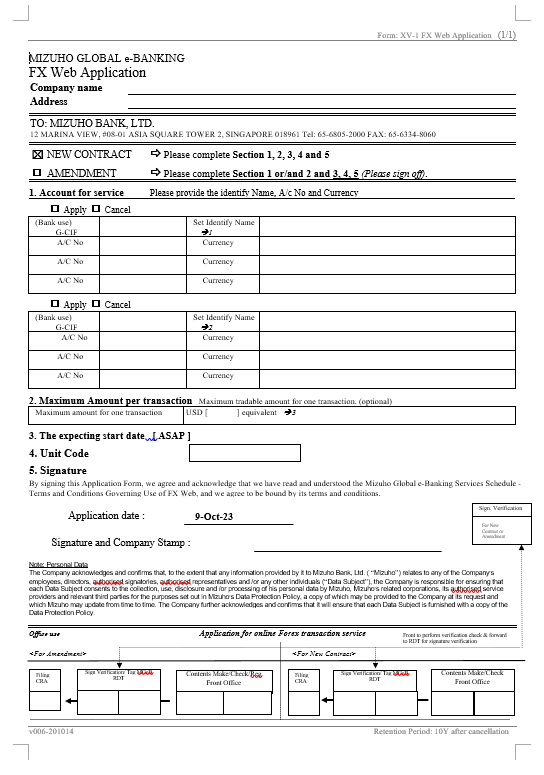 Form: XV-1 FX Web Application (1/1)
MIZUHO GLOBAL e-BANKING
FX Web Application
Company name
Address
TO: MIZUHO BANK, LTD.
12 MARINA VIEW, #08-01 ASIA SQUARE TOWER 2, SINGAPORE 018961 Tel: 65-6805-2000 FAX: 65-6334-8060
☒ NEW CONTRACT ⇨ Please complete Section 1, 2, 3, 4 and 5
☐ AMENDMENT ⇨ Please complete Section 1 or/and 2 and 3, 4, 5 (Please sign off).
1. Account for service Please provide the identify Name, A/c No and Currency
☐ Apply ☐ Cancel
(Bank use) Set Identify Name
G-CIF ➔1
A/C No Currency
A/C No Currency
A/C No Currency
☐ Apply ☐ Cancel
(Bank use) Set Identify Name
G-CIF ➔2
A/C No Currency
A/C No Currency
A/C No Currency
2. Maximum Amount per transaction Maximum tradable amount for one transaction. (optional)
Maximum amount for one transaction USD [ ] equivalent ➔3
3. The expecting start date [ ASAP ]
4. Unit Code
5. Signature
By signing this Application Form, we agree and acknowledge that we have read and understood the Mizuho Global e-Banking Services Schedule -
Terms and Conditions Governing Use of FX Web, and we agree to be bound by its terms and conditions.
Sign. Verification
For New
Contract or
Amendment
Application date : 9-Oct-23
Signature and Company Stamp :
Note: Personal Data
The Company acknowledges and confirms that, to the extent that any information provided by it to Mizuho Bank, Ltd. ( "Mizuho" ) relates to any of the Company's
employees, directors, authorised signatories, authorised representatives and /or any other individuals ("Data Subject"), the Company is responsible for ensuring that
each Data Subject consents to the collection, use, disclosure and /or processing of his personal data by Mizuho, Mizuho's related corporations, its authorised service
providers and relevant third parties for the purposes set out in Mizuho's Data Protection Policy, a copy of which may be provided to the Company at its request and
which Mizuho may update from time to time. The Company further acknowledges and confirms that it will ensure that each Data Subject is furnished with a copy of the
Data Protection Policy.
Office use Application for online Forex transaction service Front to perform verification check & forward
to RDT for signature verification
<For Amendment> <For New Contract>
Filing
CRA
Sign Verification: Tag
RDT
Contents Make/Check/
Front Office
Filing
CRA
Sign Verification: Tag
RDT
Contents Make/Check
Front Office
v006-201014 Retention Period: 10Y after cancellation